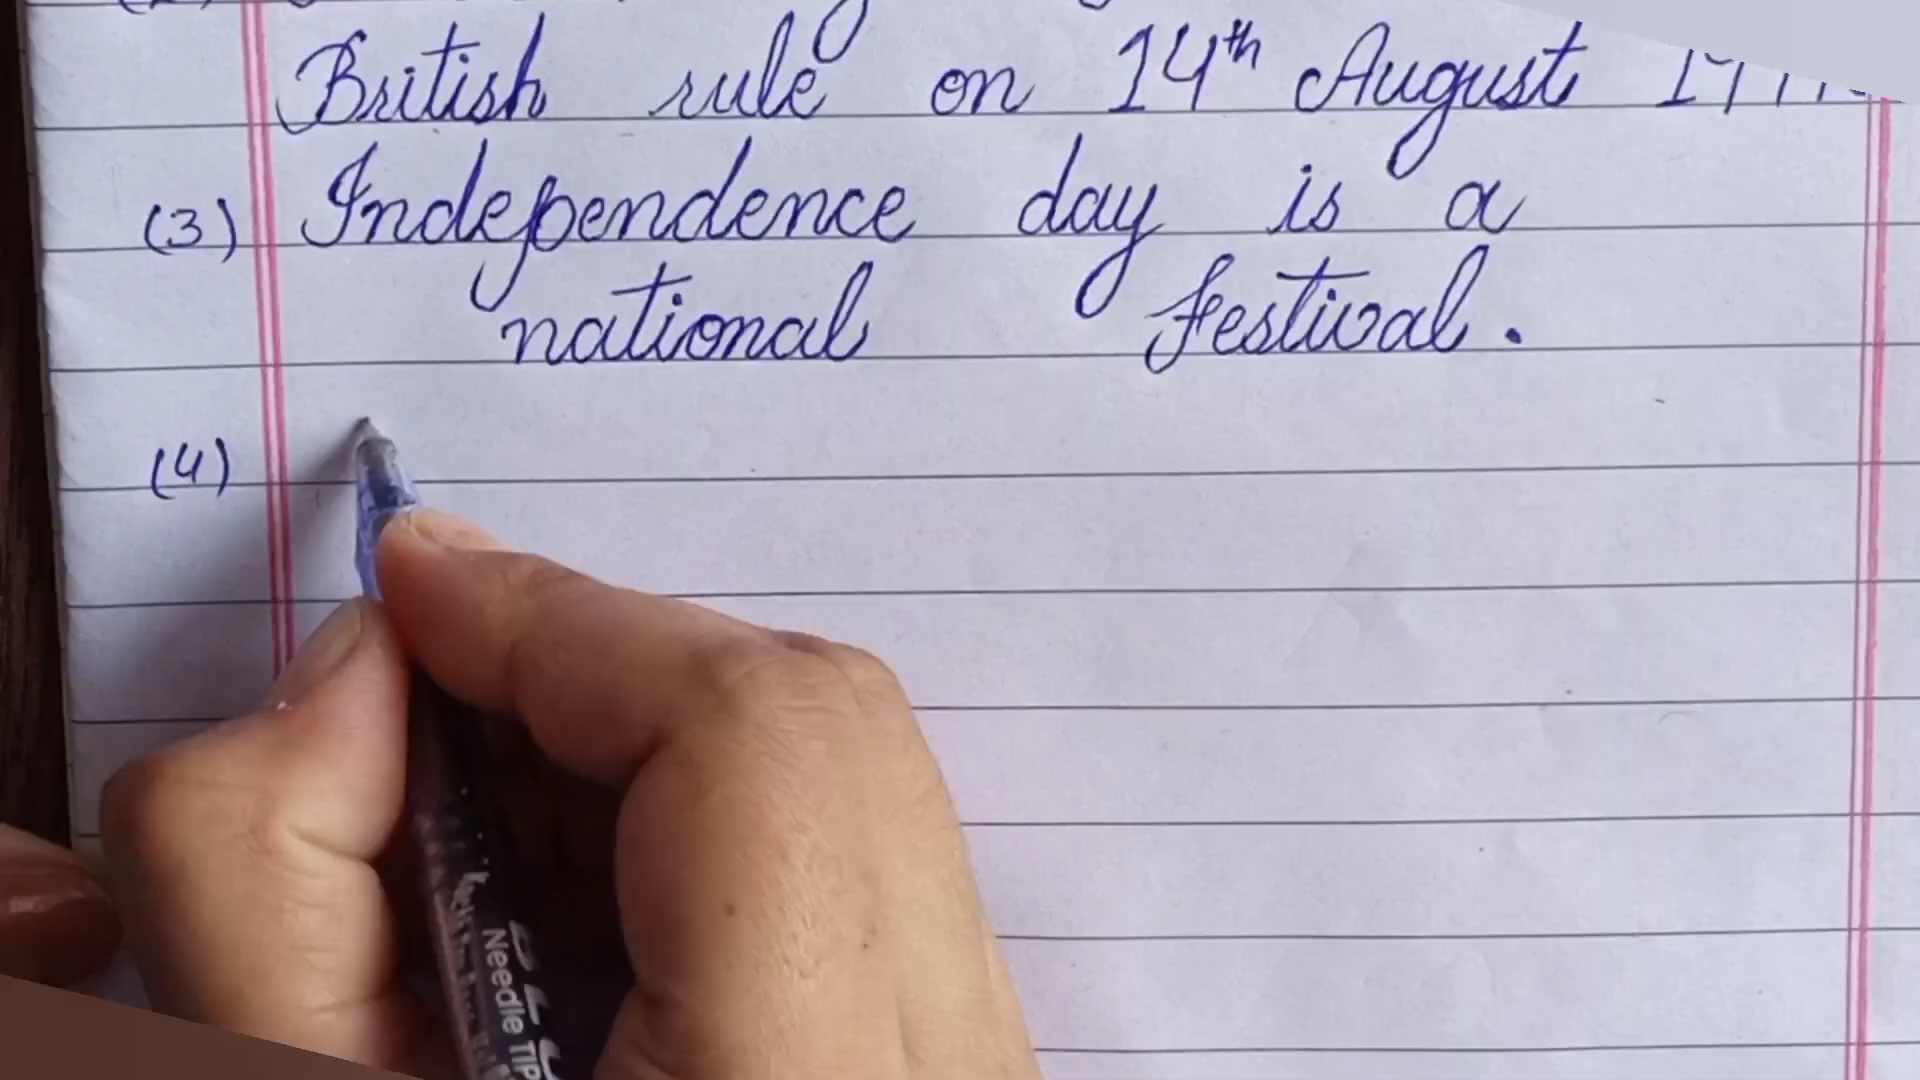 British rule on 14th August
(3) Independence day is a
national festival.
(4)
Needle TIP